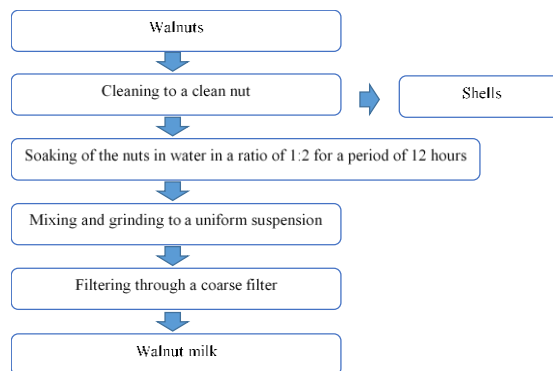 Walnuts
Cleaning to a clean nut
Shells
Soaking of the nuts in water in a ratio of 1:2 for a period of 12 hours
Mixing and grinding to a uniform suspension
Filtering through a coarse filter
Walnut milk